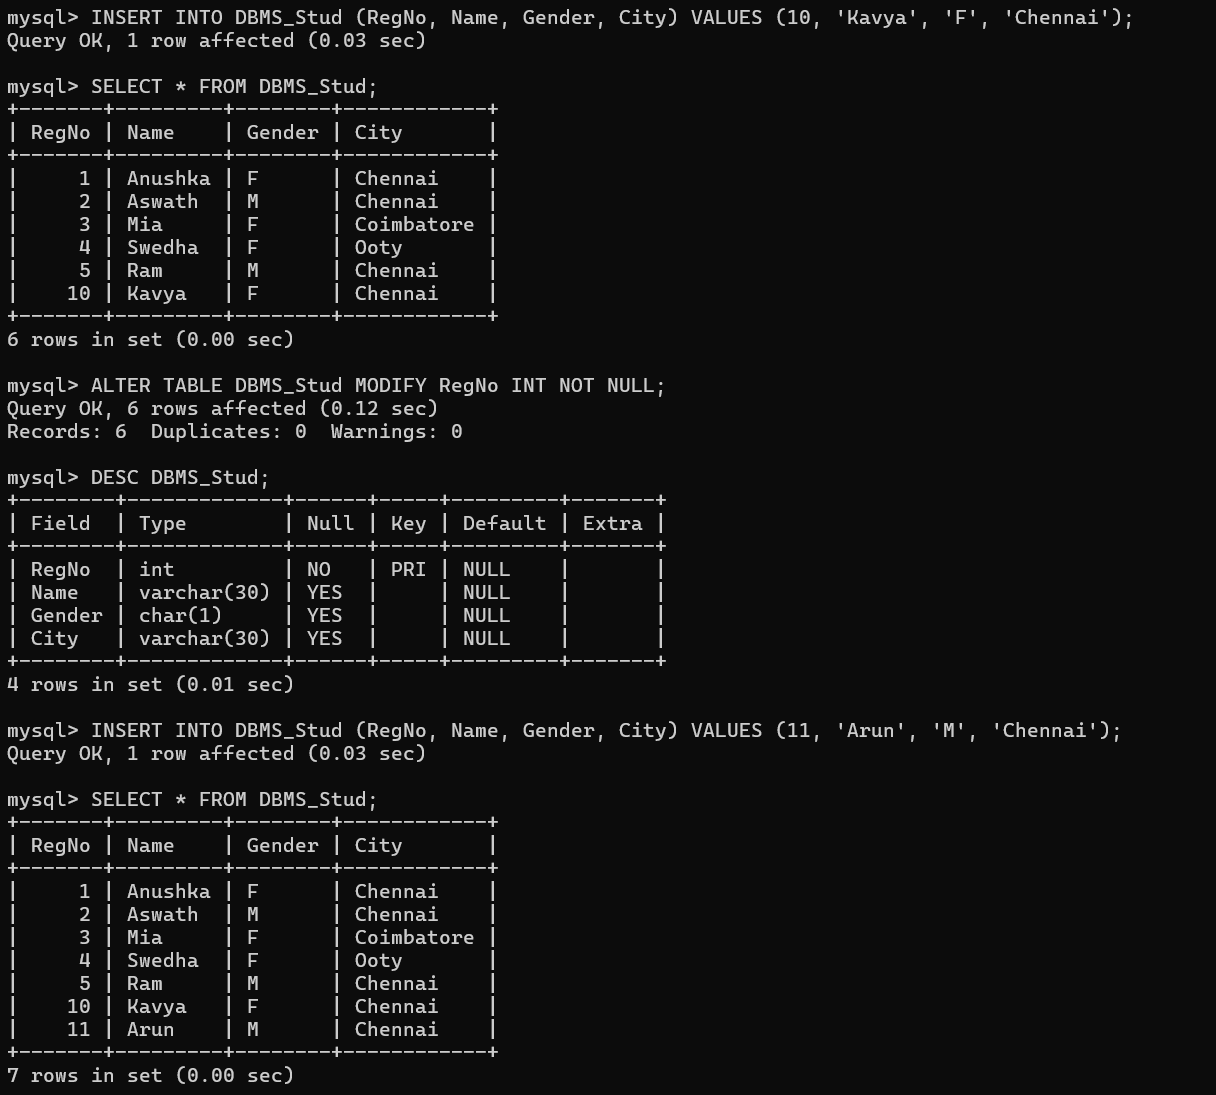 mysql> INSERT INTO DBMS_Stud (RegNo, Name, Gender, City) VALUES (10, 'Kavya', 'F', 'Chennai');
Query OK, 1 row affected (0.03 sec)

mysql> SELECT * FROM DBMS_Stud;
+-------+---------+--------+------------+
| RegNo | Name    | Gender | City       |
+-------+---------+--------+------------+
|     1 | Anushka | F      | Chennai    |
|     2 | Aswath  | M      | Chennai    |
|     3 | Mia     | F      | Coimbatore |
|     4 | Swedha  | F      | Ooty       |
|     5 | Ram     | M      | Chennai    |
|    10 | Kavya   | F      | Chennai    |
+-------+---------+--------+------------+
6 rows in set (0.00 sec)

mysql> ALTER TABLE DBMS_Stud MODIFY RegNo INT NOT NULL;
Query OK, 6 rows affected (0.12 sec)
Records: 6  Duplicates: 0  Warnings: 0

mysql> DESC DBMS_Stud;
+--------+-------------+------+-----+---------+-------+
| Field  | Type        | Null | Key | Default | Extra |
+--------+-------------+------+-----+---------+-------+
| RegNo  | int         | NO   | PRI | NULL    |       |
| Name   | varchar(30) | YES  |     | NULL    |       |
| Gender | char(1)     | YES  |     | NULL    |       |
| City   | varchar(30) | YES  |     | NULL    |       |
+--------+-------------+------+-----+---------+-------+
4 rows in set (0.01 sec)

mysql> INSERT INTO DBMS_Stud (RegNo, Name, Gender, City) VALUES (11, 'Arun', 'M', 'Chennai');
Query OK, 1 row affected (0.03 sec)

mysql> SELECT * FROM DBMS_Stud;
+-------+---------+--------+------------+
| RegNo | Name    | Gender | City       |
+-------+---------+--------+------------+
|     1 | Anushka | F      | Chennai    |
|     2 | Aswath  | M      | Chennai    |
|     3 | Mia     | F      | Coimbatore |
|     4 | Swedha  | F      | Ooty       |
|     5 | Ram     | M      | Chennai    |
|    10 | Kavya   | F      | Chennai    |
|    11 | Arun    | M      | Chennai    |
+-------+---------+--------+------------+
7 rows in set (0.00 sec)